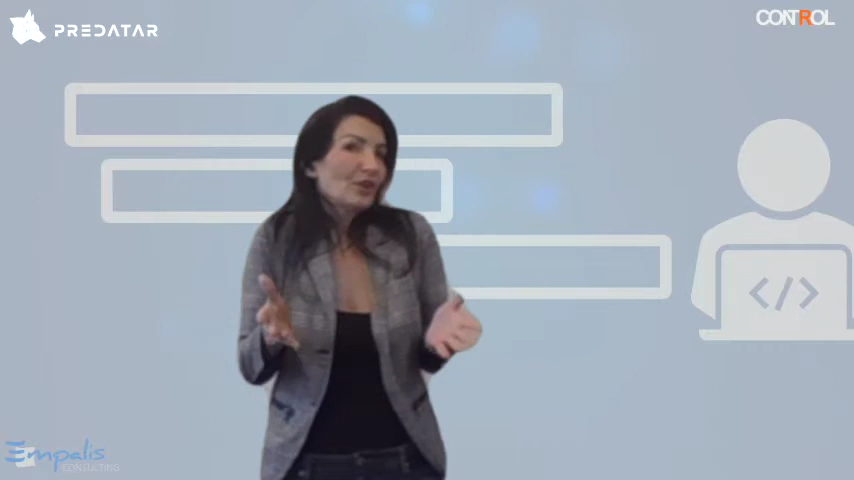 PREDATAR
CONTROL
</>
Empalis
CONSULTING